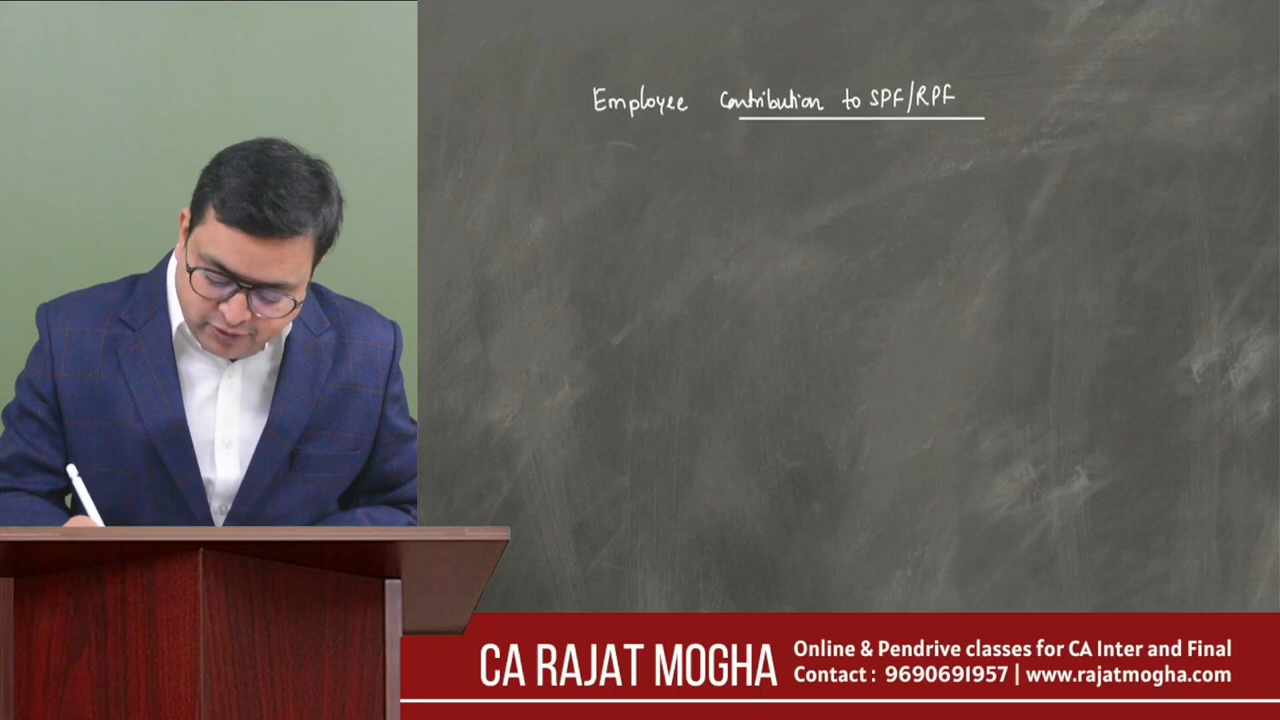 Employee Contribution to SPF/RPF
CA RAJAT MOGHA
Online & Pendrive classes for CA Inter and Final
Contact : 9690691957 | www.rajatmogha.com